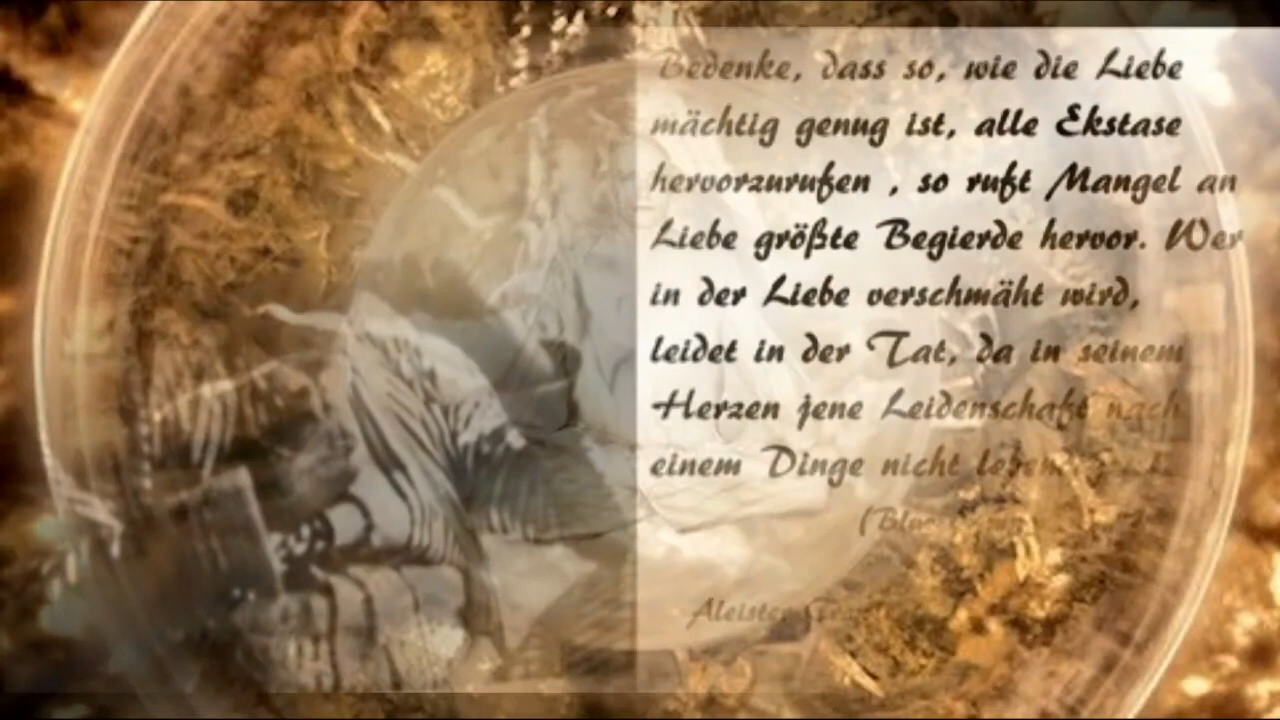 Bedenke, dass so, wie die Liebe
mächtig genug ist, alle Ekstase
hervorzurufen , so ruft Mangel an
Liebe größte Begierde hervor. Wer
in der Liebe verschmäht wird,
leidet in der Tat, da in seinem
Herzen jene Leidenschaft nach
einem Dinge nicht
Aleister